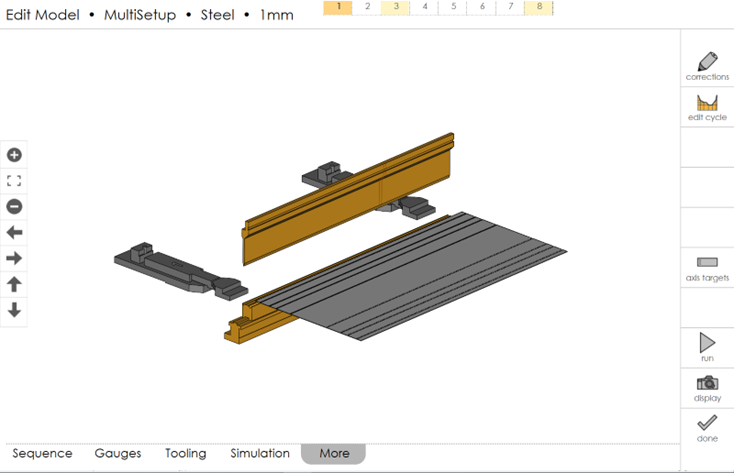 Edit Model • MultiSetup • Steel • 1mm
1 2 3 4 5 6 7 8
corrections
edit cycle
axis targets
run
display
done
Sequence Gauges Tooling Simulation More